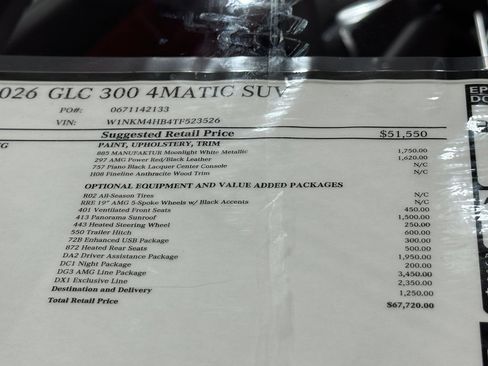 026 GLC 300 4MATIC SUV
PO#: 0671142133
VIN: W1NKM4HB4TF523526
Suggested Retail Price $51,550
NG PAINT, UPHOLSTERY, TRIM
885 MANUFAKTUR Moonlight White Metallic 1,750.00
297 AMG Power Red/Black Leather 1,620.00
757 Piano Black Lacquer Center Console N/C
H08 Fineline Anthracite Wood Trim N/C
OPTIONAL EQUIPMENT AND VALUE ADDED PACKAGES
R02 All-Season Tires N/C
RRE 19" AMG 5-Spoke Wheels w/ Black Accents N/C
401 Ventilated Front Seats 450.00
413 Panorama Sunroof 1,500.00
443 Heated Steering Wheel 250.00
550 Trailer Hitch 600.00
72B Enhanced USB Package 300.00
872 Heated Rear Seats 500.00
DA2 Driver Assistance Package 1,950.00
DC1 Night Package 200.00
DG3 AMG Line Package 3,450.00
DX1 Exclusive Line 2,350.00
Destination and Delivery 1,250.00
Total Retail Price $67,720.00
EP
DO